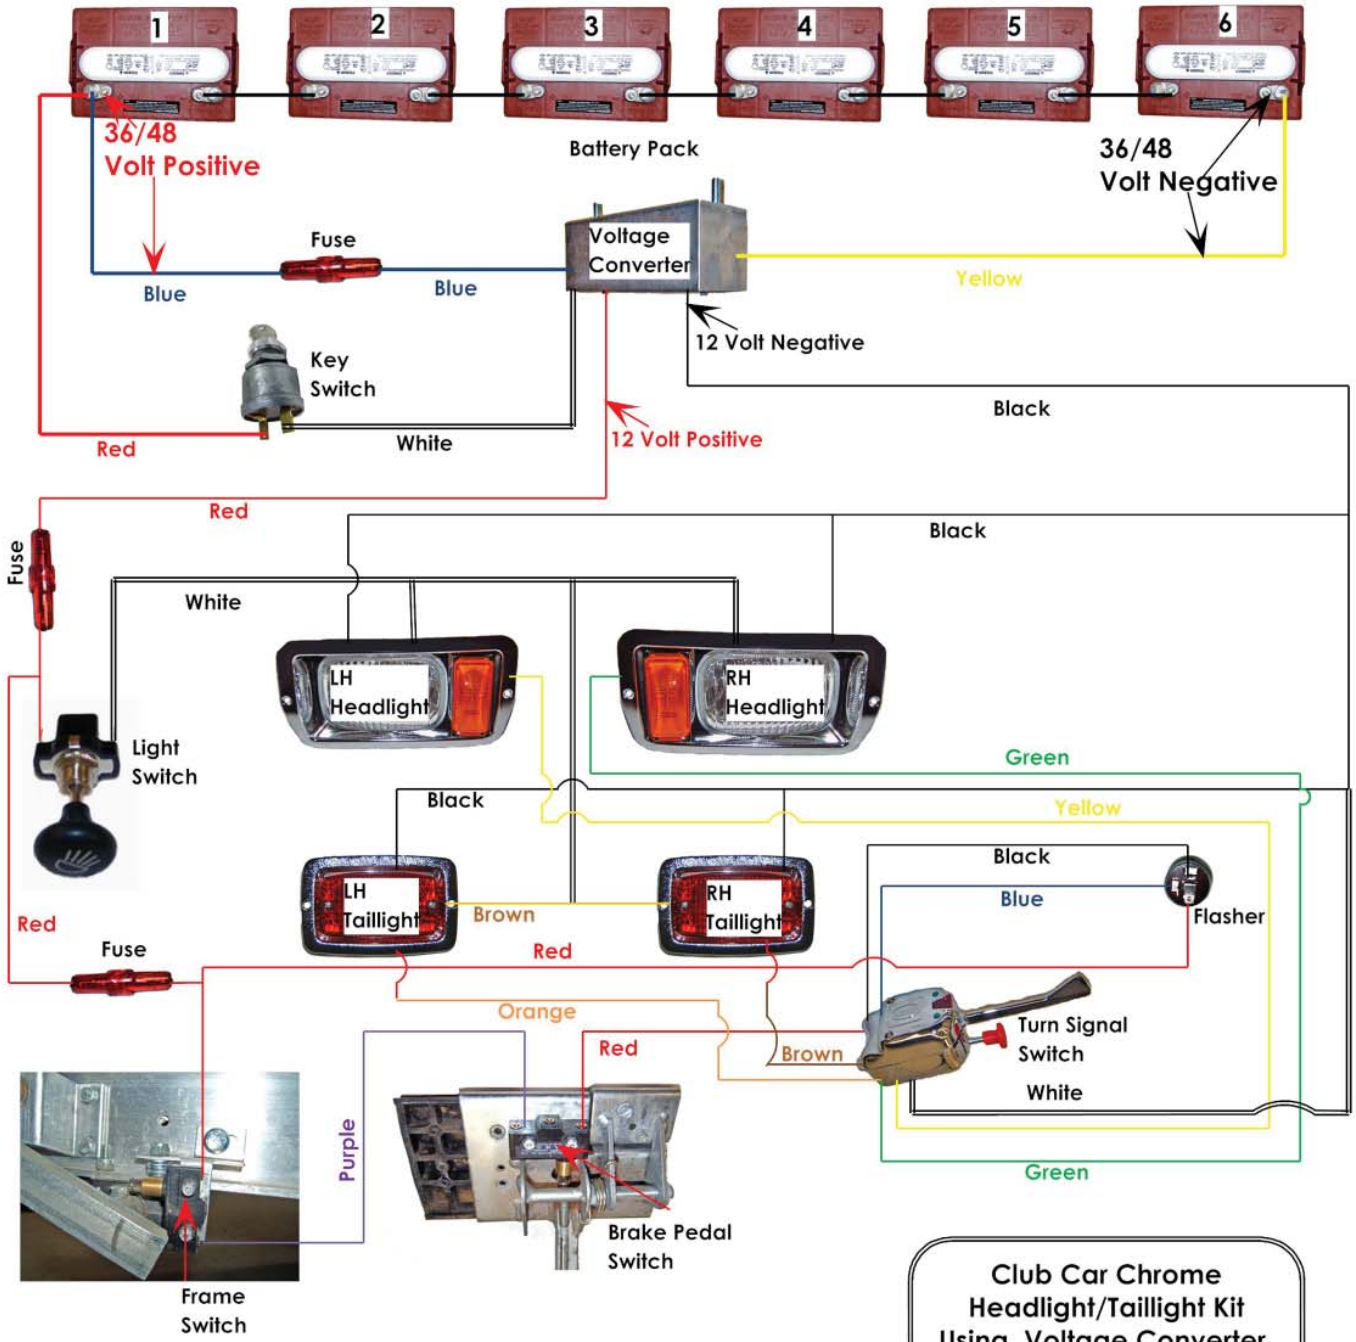 1
2
3
4
5
6
36/48
Volt Positive
Battery Pack
36/48
Volt Negative
Fuse
Voltage
Converter
Blue
Blue
Yellow
12 Volt Negative
Key
Switch
Black
Red
White
12 Volt Positive
Red
Fuse
Black
White
LH
Headlight
RH
Headlight
Light
Switch
Green
Black
Yellow
Black
LH
Taillight
Brown
RH
Taillight
Blue
Flasher
Red
Fuse
Red
Orange
Turn Signal
Switch
Red
Brown
White
Purple
Green
Brake Pedal
Switch
Frame
Switch
Club Car Chrome
Headlight/Taillight Kit
Using Voltage Converter